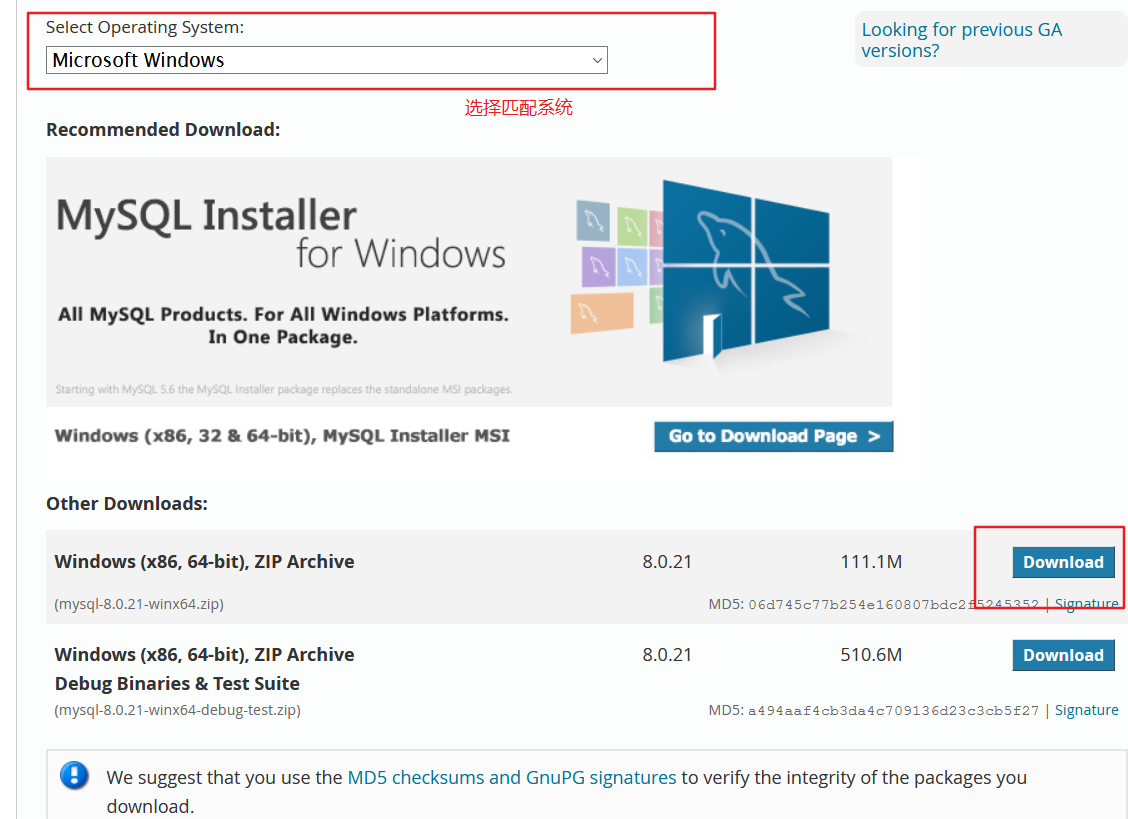 Select Operating System:
Microsoft Windows
Looking for previous GA
versions?
选择匹配系统
Recommended Download:
MySQL Installer
for Windows
All MySQL Products. For All Windows Platforms.
In One Package.
Starting with MySQL 5.6 the MySQL Installer package replaces the standalone MSI packages.
Windows (x86, 32 & 64-bit), MySQL Installer MSI
Go to Download Page >
Other Downloads:
Windows (x86, 64-bit), ZIP Archive 8.0.21 111.1M Download
(mysql-8.0.21-winx64.zip) MD5: 06d745c77b254e160807bdc2f5245352 | Signature
Windows (x86, 64-bit), ZIP Archive 8.0.21 510.6M Download
Debug Binaries & Test Suite
(mysql-8.0.21-winx64-debug-test.zip) MD5: a494aaf4cb3da4c709136d23c3cb5f27 | Signature
We suggest that you use the MD5 checksums and GnuPG signatures to verify the integrity of the packages you
download.